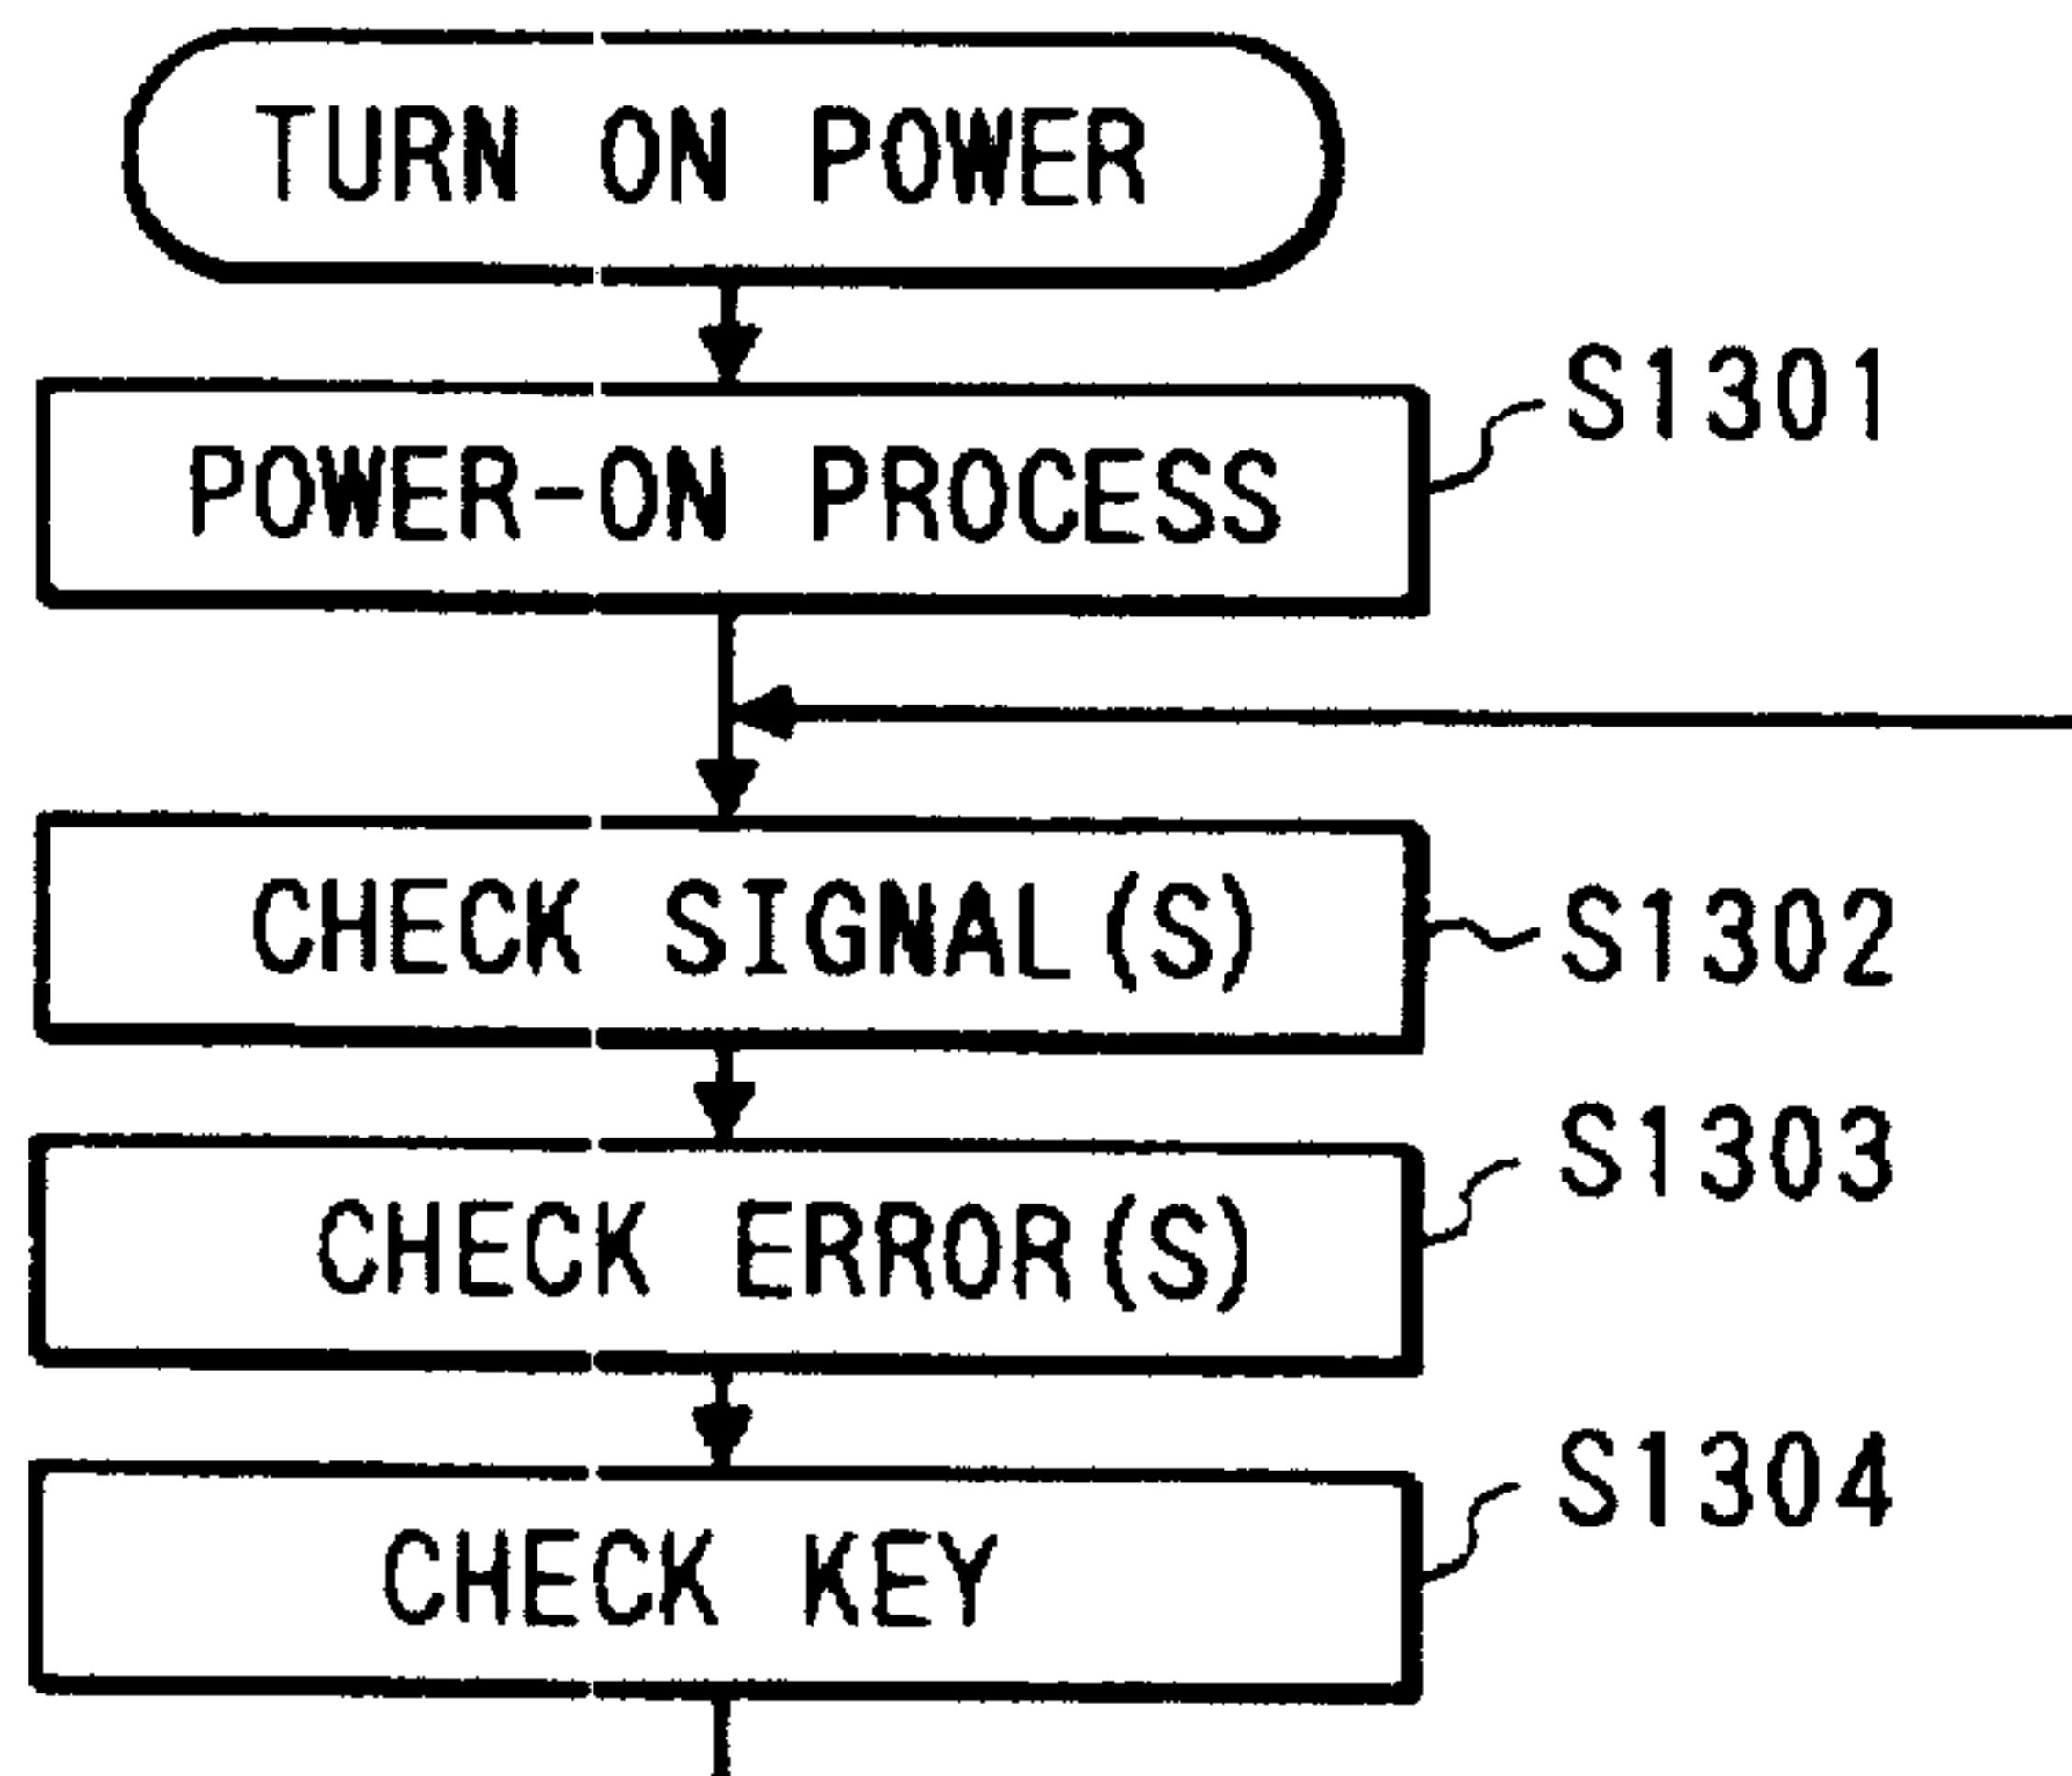 TURN ON POWER
S1301
POWER-ON PROCESS
CHECK SIGNAL(S)
S1302
S1303
CHECK ERROR(S)
S1304
CHECK KEY